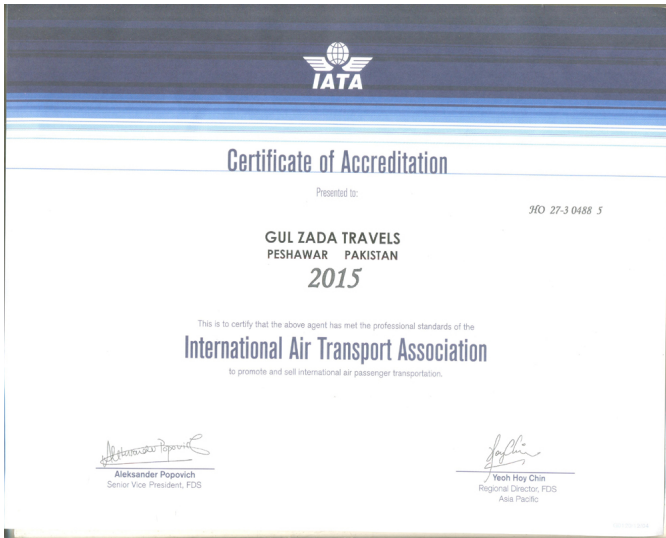 IATA
Certificate of Accreditation
Presented to:
HO 27-3 0488 5
GUL ZADA TRAVELS
PESHAWAR PAKISTAN
2015
This is to certify that the above agent has met the professional standards of the
International Air Transport Association
to promote and sell international air passenger transportation.
Aleksander Popovich
Aleksander Popovich
Senior Vice President, FDS
Yeoh Hoy Chin
Regional Director, FDS
Asia Pacific